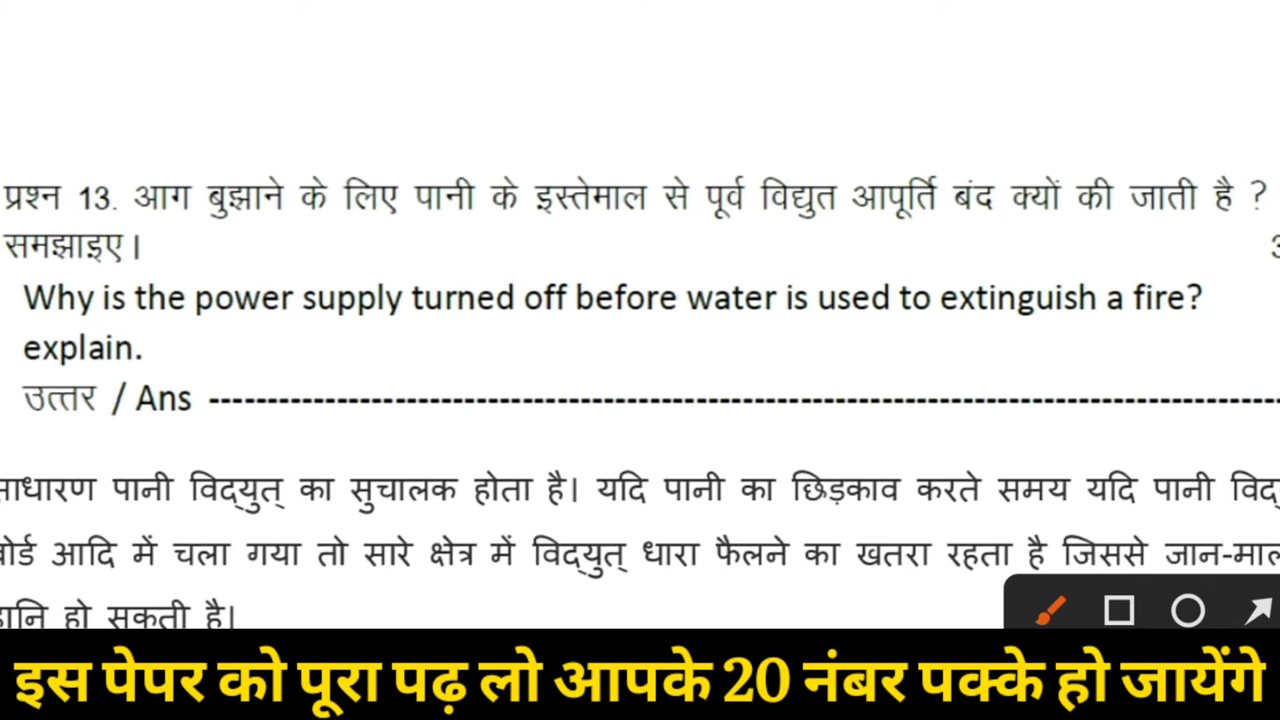 प्रश्न 13. आग बुझाने के लिए पानी के इस्तेमाल से पूर्व विद्युत आपूर्ति बंद क्यों की जाती है ?
समझाइए। 3
Why is the power supply turned off before water is used to extinguish a fire?
explain.
उत्तर / Ans --------------------------------------------------------------------------------
साधारण पानी विद्युत् का सुचालक होता है। यदि पानी का छिड़काव करते समय यदि पानी
बोर्ड आदि में चला गया तो सारे क्षेत्र में विद्युत् धारा फैलने का खतरा रहता है जिससे जान-माल
हानि हो सकती है।
इस पेपर को पूरा पढ़ लो आपके 20 नंबर पक्के हो जायेंगे